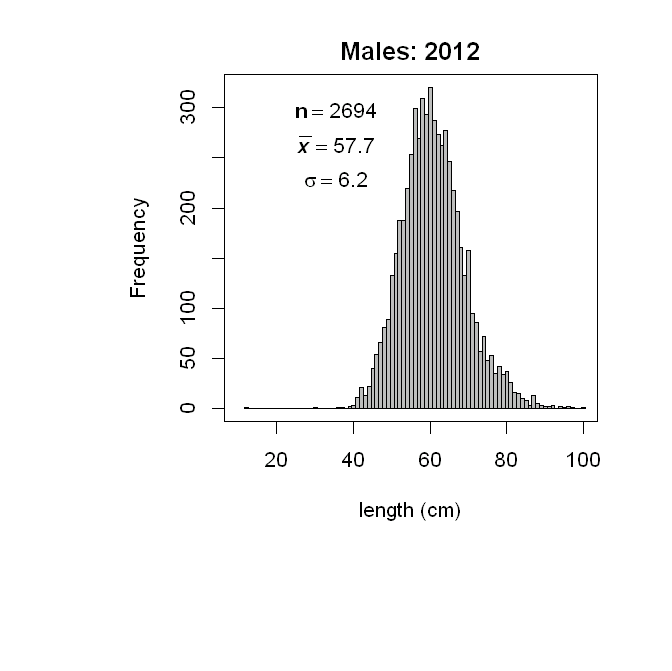 Males: 2012
n = 2694
x̅ = 57.7
σ = 6.2
Frequency
300
200
100
50
0
20 40 60 80 100
length (cm)